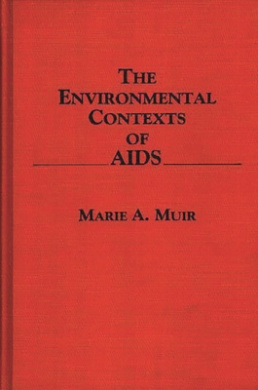 THE
ENVIRONMENTAL
CONTEXTS
OF
AIDS
MARIE A. MUIR